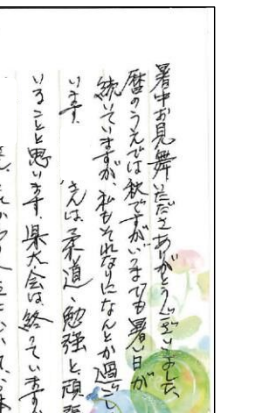 暑中お見舞いただきありがとうございました。
暦のうえでは秋ですがいつまでも暑い日が
続いていますが 私もそれなりになんとか過ごし
います。 さんは、柔道、勉強と頑張
いることと思います。県大会は、終っていますか